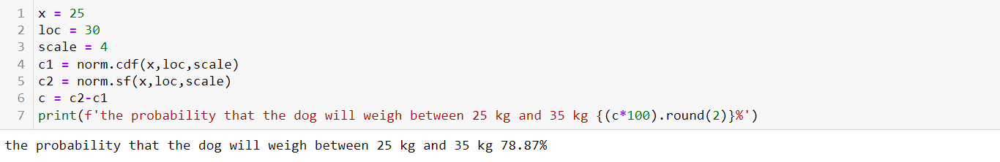 1 x = 25
2 loc = 30
3 scale = 4
4 c1 = norm.cdf(x,loc,scale)
5 c2 = norm.sf(x,loc,scale)
6 c = c2-c1
7 print(f'the probability that the dog will weigh between 25 kg and 35 kg {(c*100).round(2)}%')
the probability that the dog will weigh between 25 kg and 35 kg 78.87%